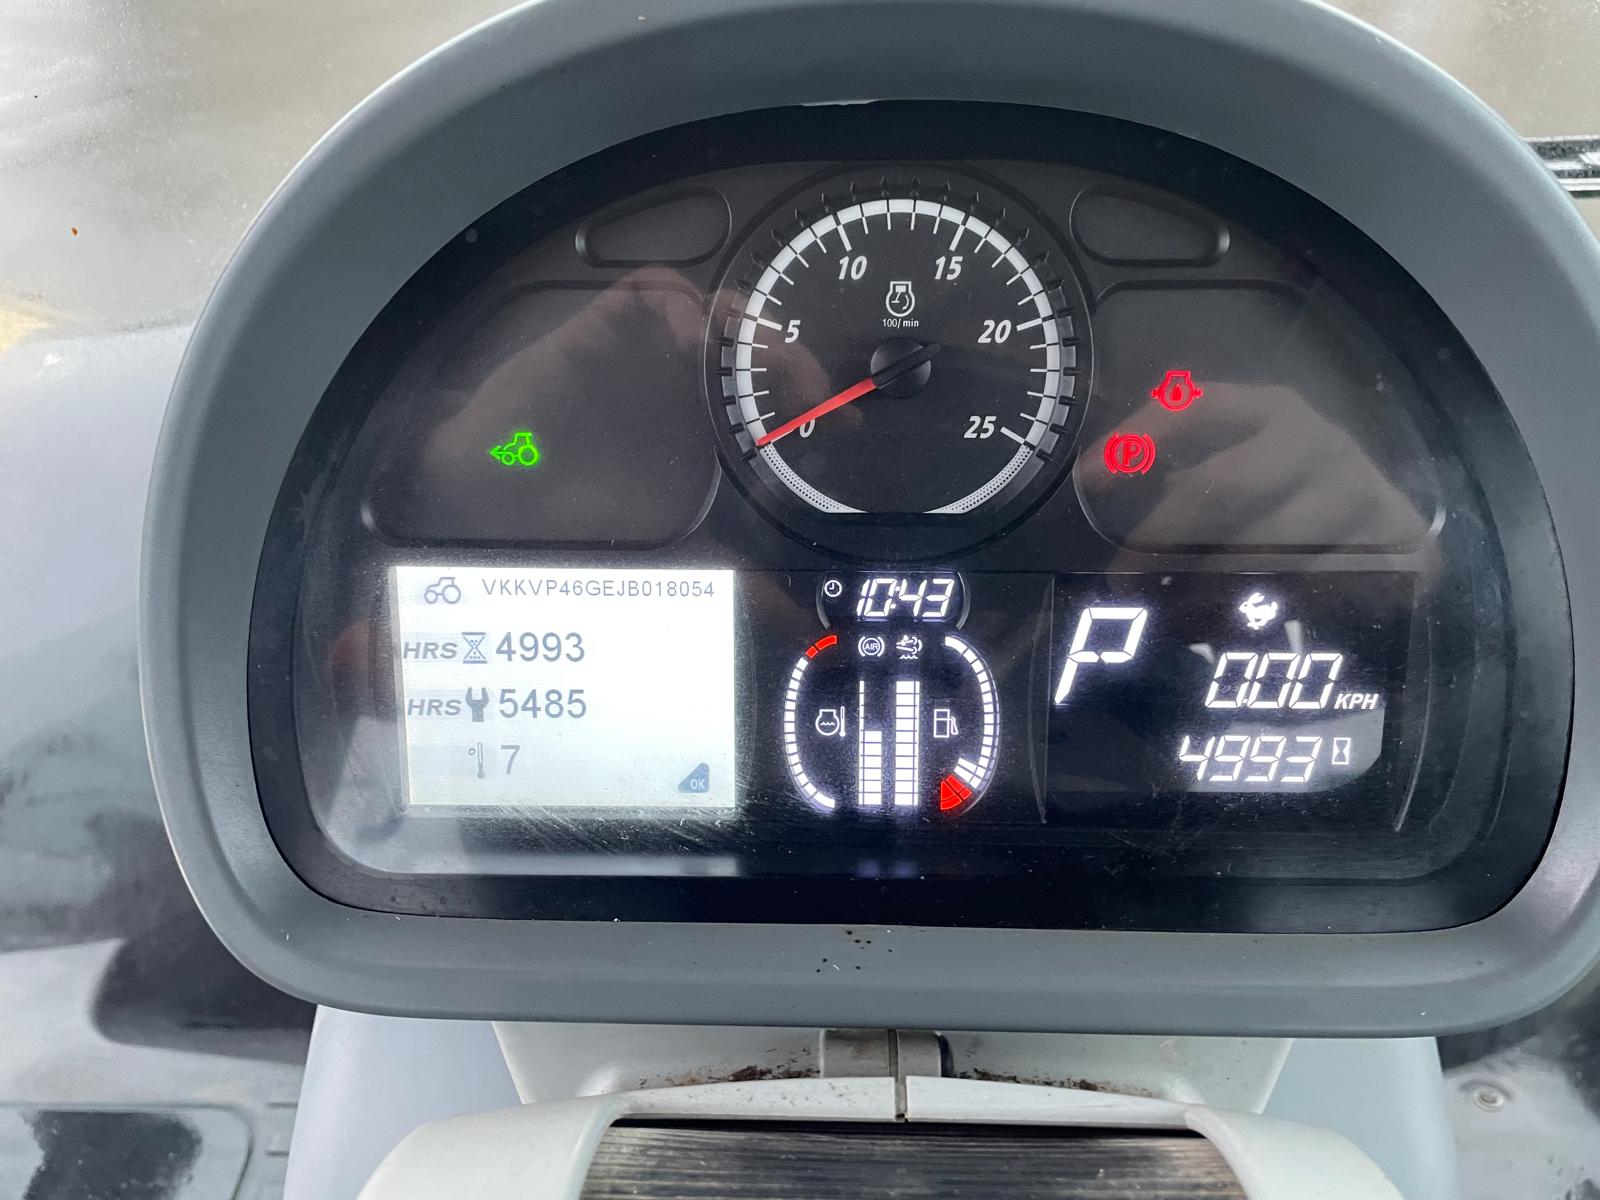 10
15
5
20
100/min
0
25
P
VKKVP46GEJB018054
HRS 4993
HRS 5485
7
OK
10:43
AIR
P
0.00 KPH
4993